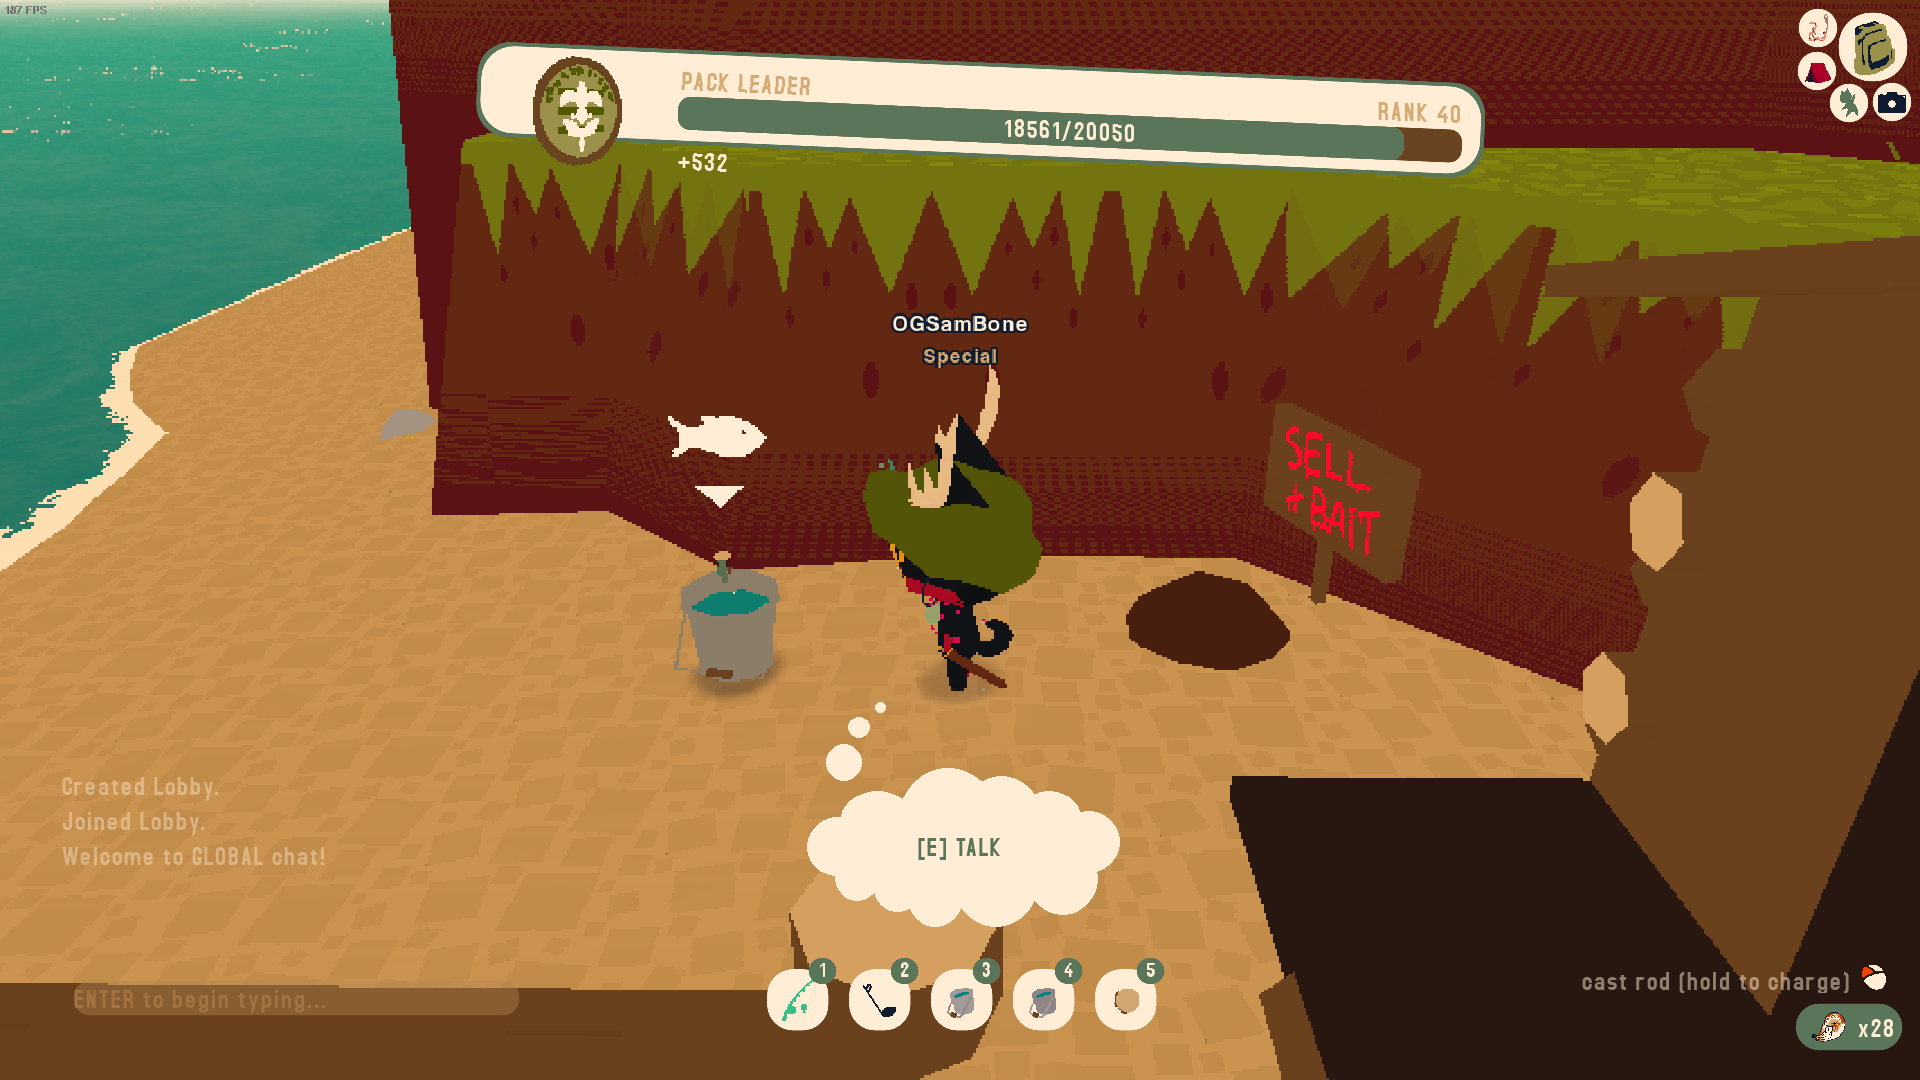 187 FPS
PACK LEADER
RANK 40
18561/20050
+532
OGSamBone
Special
SELL
+ BAIT
Created Lobby.
Joined Lobby.
Welcome to GLOBAL chat!
[E] TALK
ENTER to begin typing...
1
2
3
4
5
cast rod (hold to charge)
x28